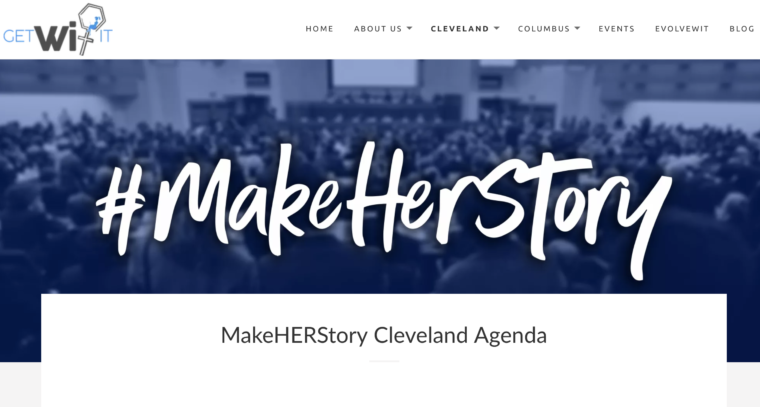 GET WiT IT
HOME ABOUT US CLEVELAND COLUMBUS EVENTS EVOLVEWIT BLOG
#MakeHerStory
MakeHERStory Cleveland Agenda